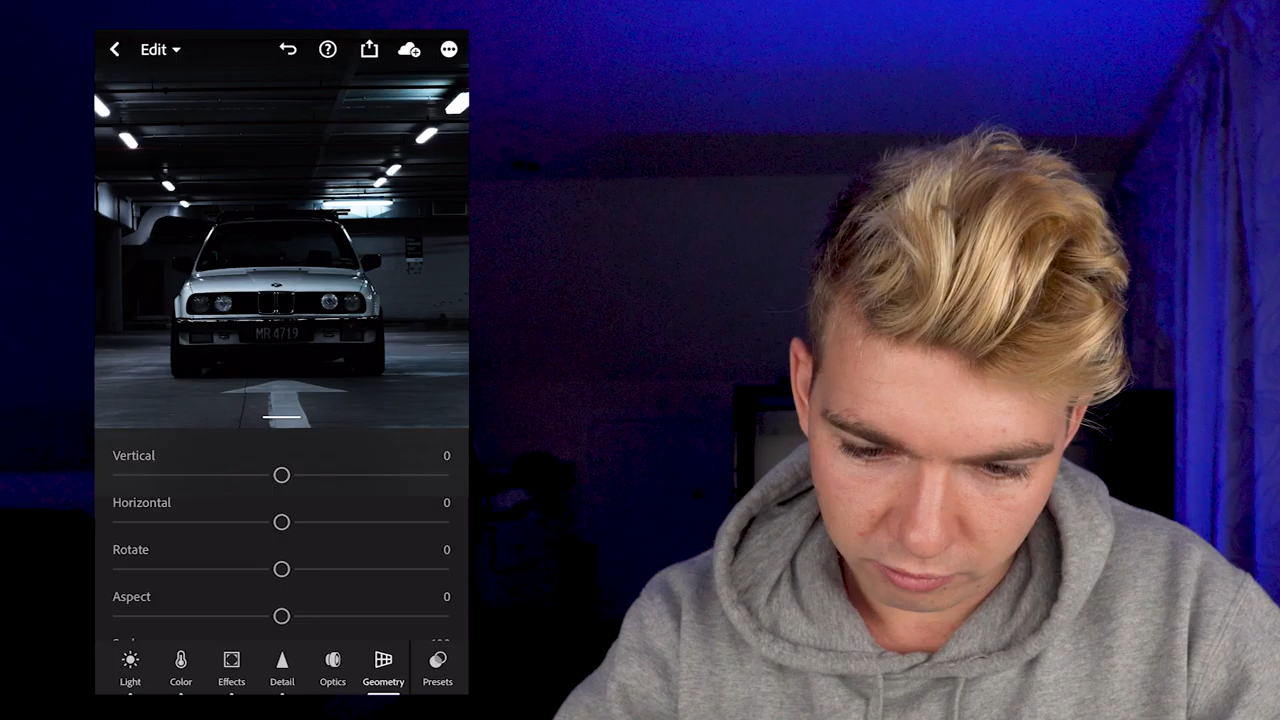 Edit
MR 4719
Vertical 0
Horizontal 0
Rotate 0
Aspect 0
Light Color Effects Detail Optics Geometry Presets